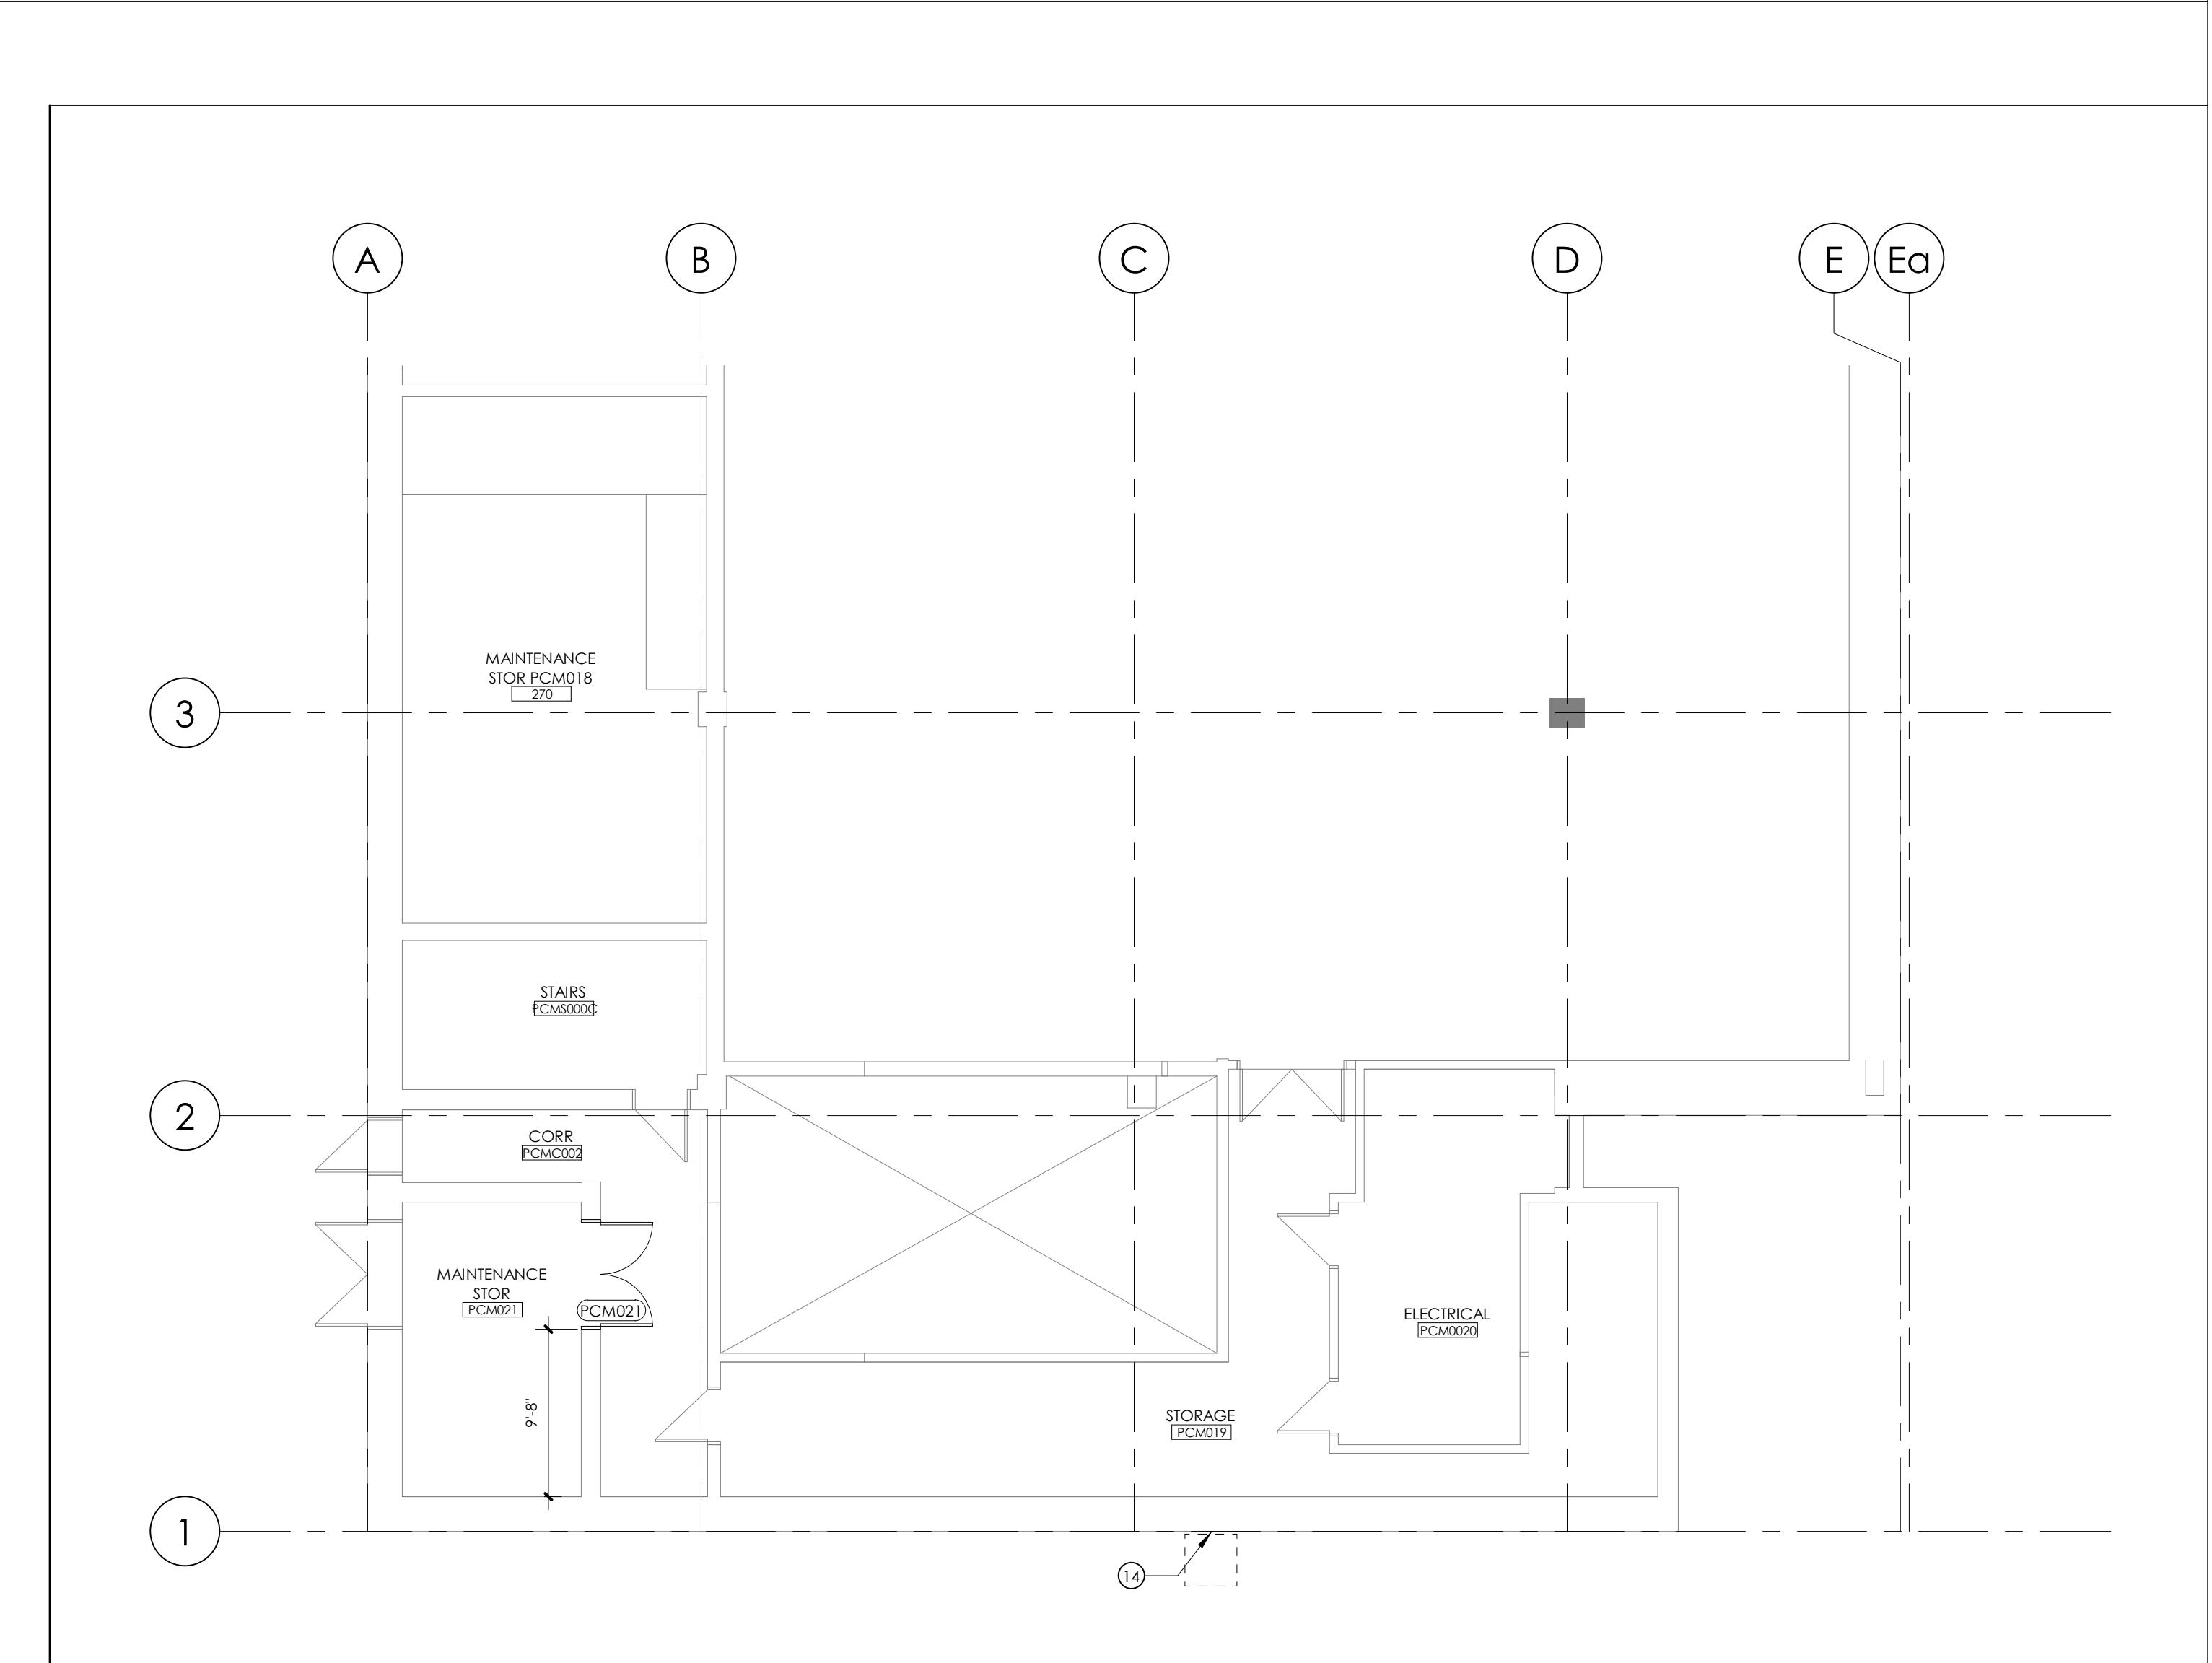 A
B
C
D
E
Ea
MAINTENANCE
STOR PCM018
270
3
STAIRS
PCMS000C
2
CORR
PCMC002
MAINTENANCE
STOR
PCM021
PCM021
ELECTRICAL
PCM0020
9'-8"
STORAGE
PCM019
1
14